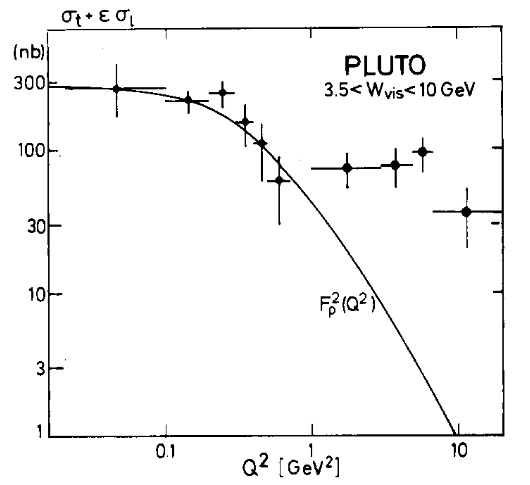 σt + ε σl
(nb)
PLUTO
3.5 < Wvis < 10 GeV
300
100
30
10
Fρ²(Q²)
3
1
0.1 1 10
Q² [GeV²]